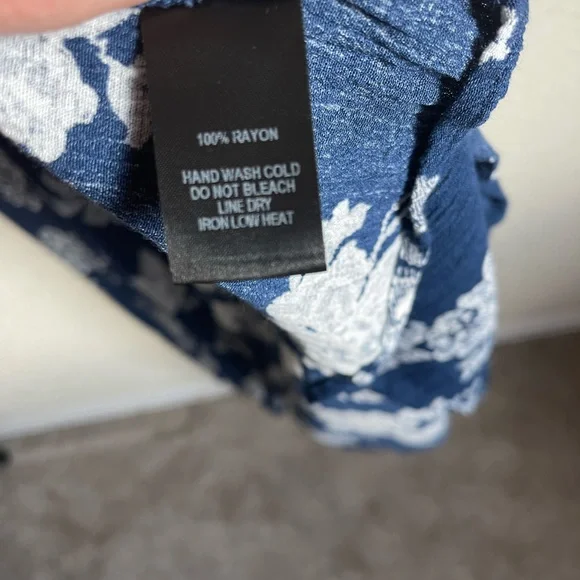 100% RAYON
HAND WASH COLD
DO NOT BLEACH
LINE DRY
IRON LOW HEAT